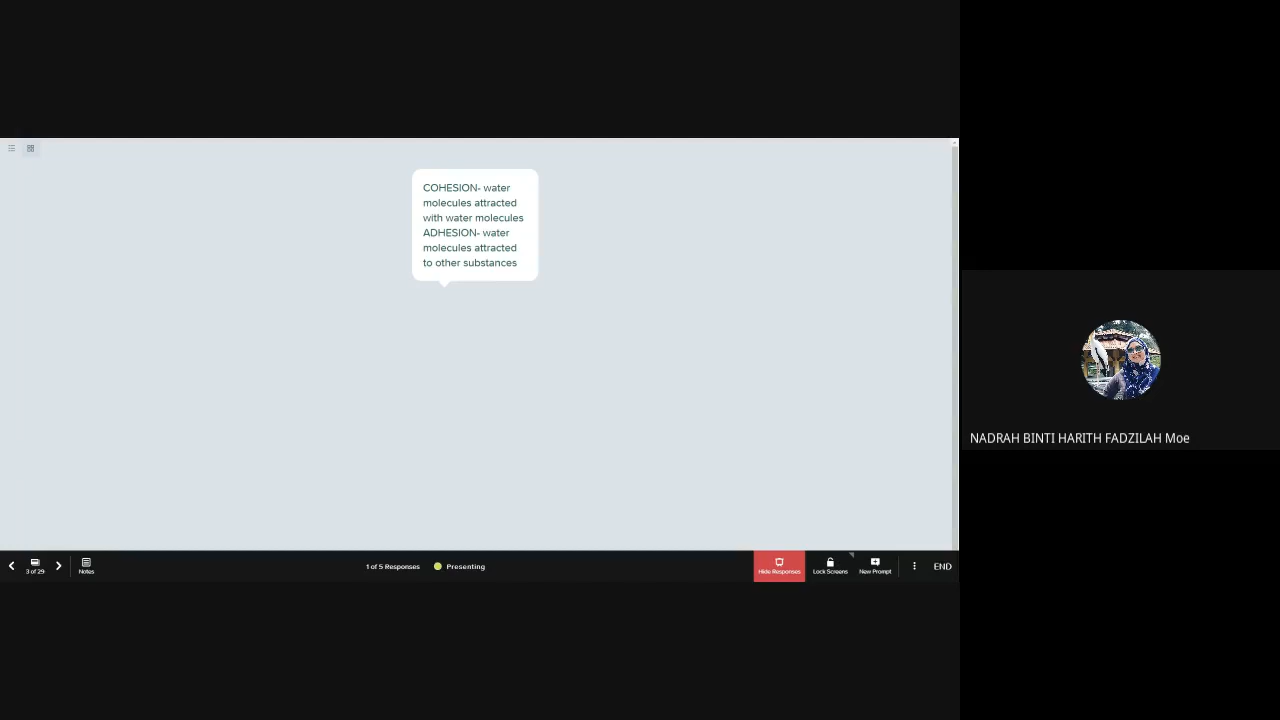 COHESION- water
molecules attracted
with water molecules
ADHESION- water
molecules attracted
to other substances
NADRAH BINTI HARITH FADZILAH Moe
3 of 29
Notes
1 of 5 Responses
Presenting
Hide Responses
Lock Screens
New Prompt
END